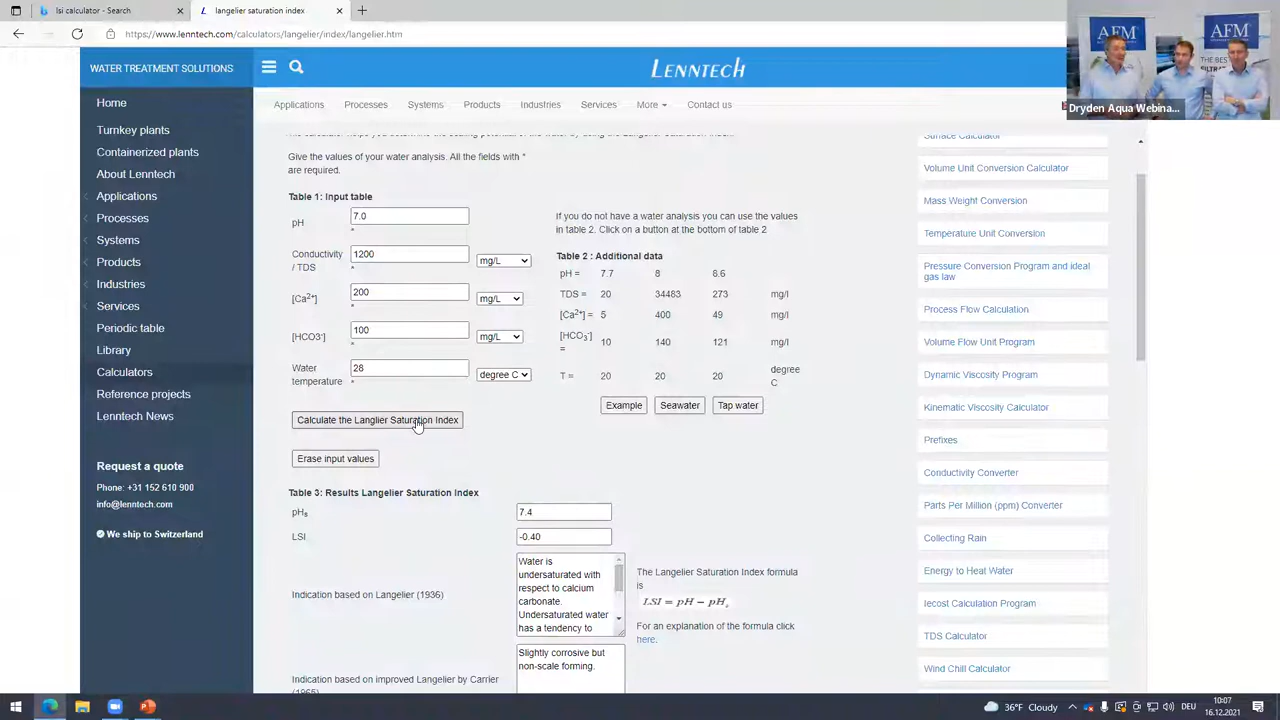 lsi calculator - Search
langelier saturation index
https://www.lenntech.com/calculators/langelier/index/langelier.htm
AFM
AFM
THE BES
Dryden Aqua Webina...
WATER TREATMENT SOLUTIONS
LENNTECH
Home
Turnkey plants
Containerized plants
About Lenntech
Applications
Processes
Systems
Products
Industries
Services
Periodic table
Library
Calculators
Reference projects
Lenntech News
Request a quote
Phone: +31 152 610 900
info@lenntech.com
We ship to Switzerland
Applications Processes Systems Products Industries Services More Contact us
Give the values of your water analysis. All the fields with *
are required.
Table 1: Input table
pH 7.0
*
Conductivity / TDS 1200 mg/L
*
[Ca2+] 200 mg/L
*
[HCO3-] 100 mg/L
*
Water temperature 28 degree C
*
Calculate the Langlier Saturation Index
Erase input values
If you do not have a water analysis you can use the values
in table 2. Click on a button at the bottom of table 2
Table 2 : Additional data
pH = 7.7 8 8.6
TDS = 20 34483 273 mg/l
[Ca2+] = 5 400 49 mg/l
[HCO3-] = 10 140 121 mg/l
T = 20 20 20 degree C
Example Seawater Tap water
Table 3: Results Langelier Saturation Index
pHs 7.4
LSI -0.40
Indication based on Langelier (1936)
Water is
undersaturated with
respect to calcium
carbonate.
Undersaturated water
has a tendency to
The Langelier Saturation Index formula
is
LSI = pH − pHs
For an explanation of the formula click
here.
Indication based on improved Langelier by Carrier
(1965)
Slightly corrosive but
non-scale forming.
Surface Calculator
Volume Unit Conversion Calculator
Mass Weight Conversion
Temperature Unit Conversion
Pressure Conversion Program and ideal
gas law
Process Flow Calculation
Volume Flow Unit Program
Dynamic Viscosity Program
Kinematic Viscosity Calculator
Prefixes
Conductivity Converter
Parts Per Million (ppm) Converter
Collecting Rain
Energy to Heat Water
Iecost Calculation Program
TDS Calculator
Wind Chill Calculator
36°F Cloudy
DEU
10:07
16.12.2021